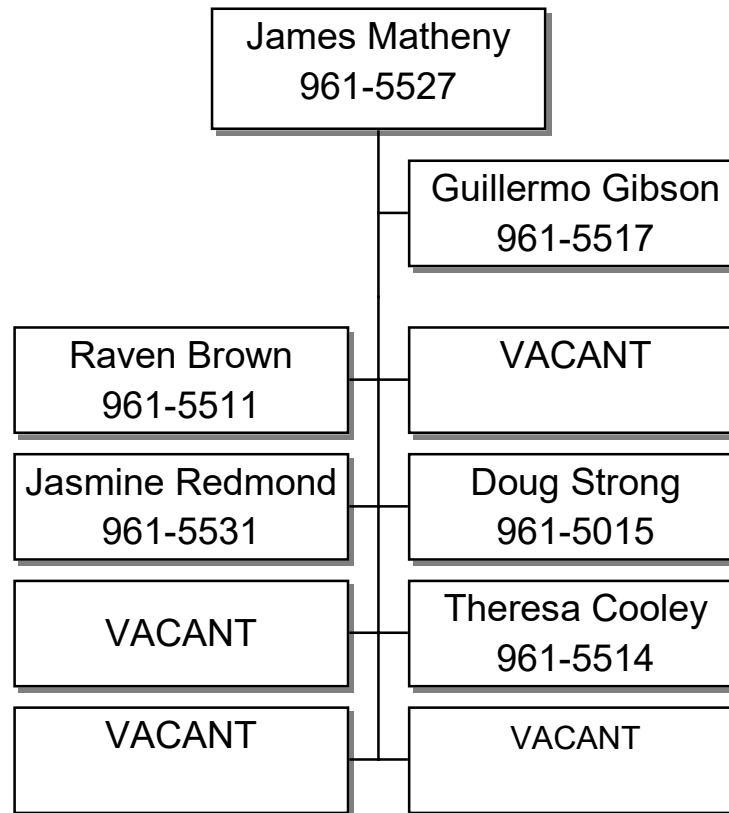 James Matheny
961-5527
Guillermo Gibson
961-5517
Raven Brown
961-5511
VACANT
Jasmine Redmond
961-5531
Doug Strong
961-5015
VACANT
Theresa Cooley
961-5514
VACANT
VACANT